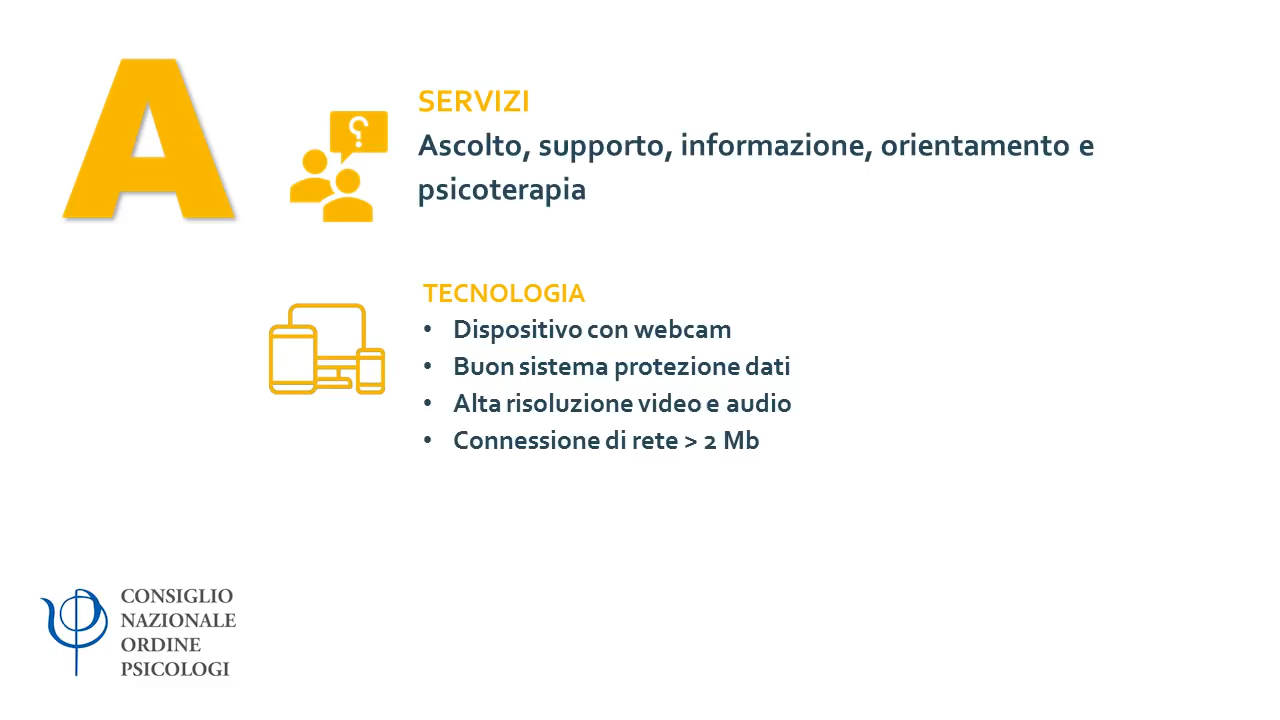 A
SERVIZI
Ascolto, supporto, informazione, orientamento e
psicoterapia
TECNOLOGIA
• Dispositivo con webcam
• Buon sistema protezione dati
• Alta risoluzione video e audio
• Connessione di rete > 2 Mb
CONSIGLIO
NAZIONALE
ORDINE
PSICOLOGI